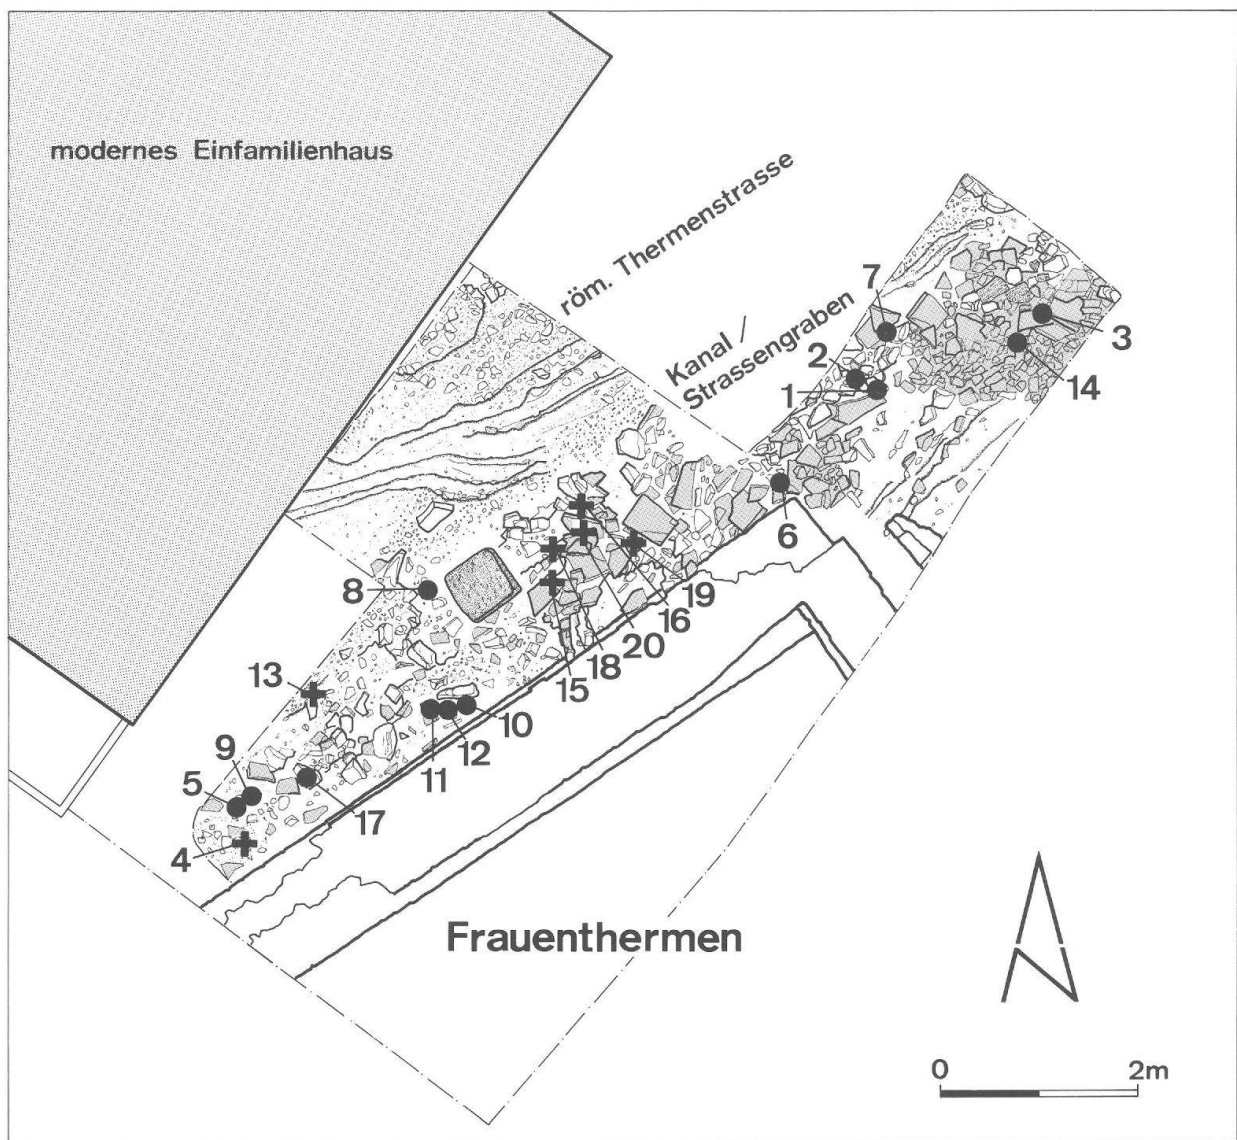 modernes Einfamilienhaus
röm. Thermenstrasse
Kanal /
Strassengraben
7
2
1
3
14
6
8
19
16
20
18
15
13
10
12
11
9
5
17
4
Frauenthermen
N
0 2m